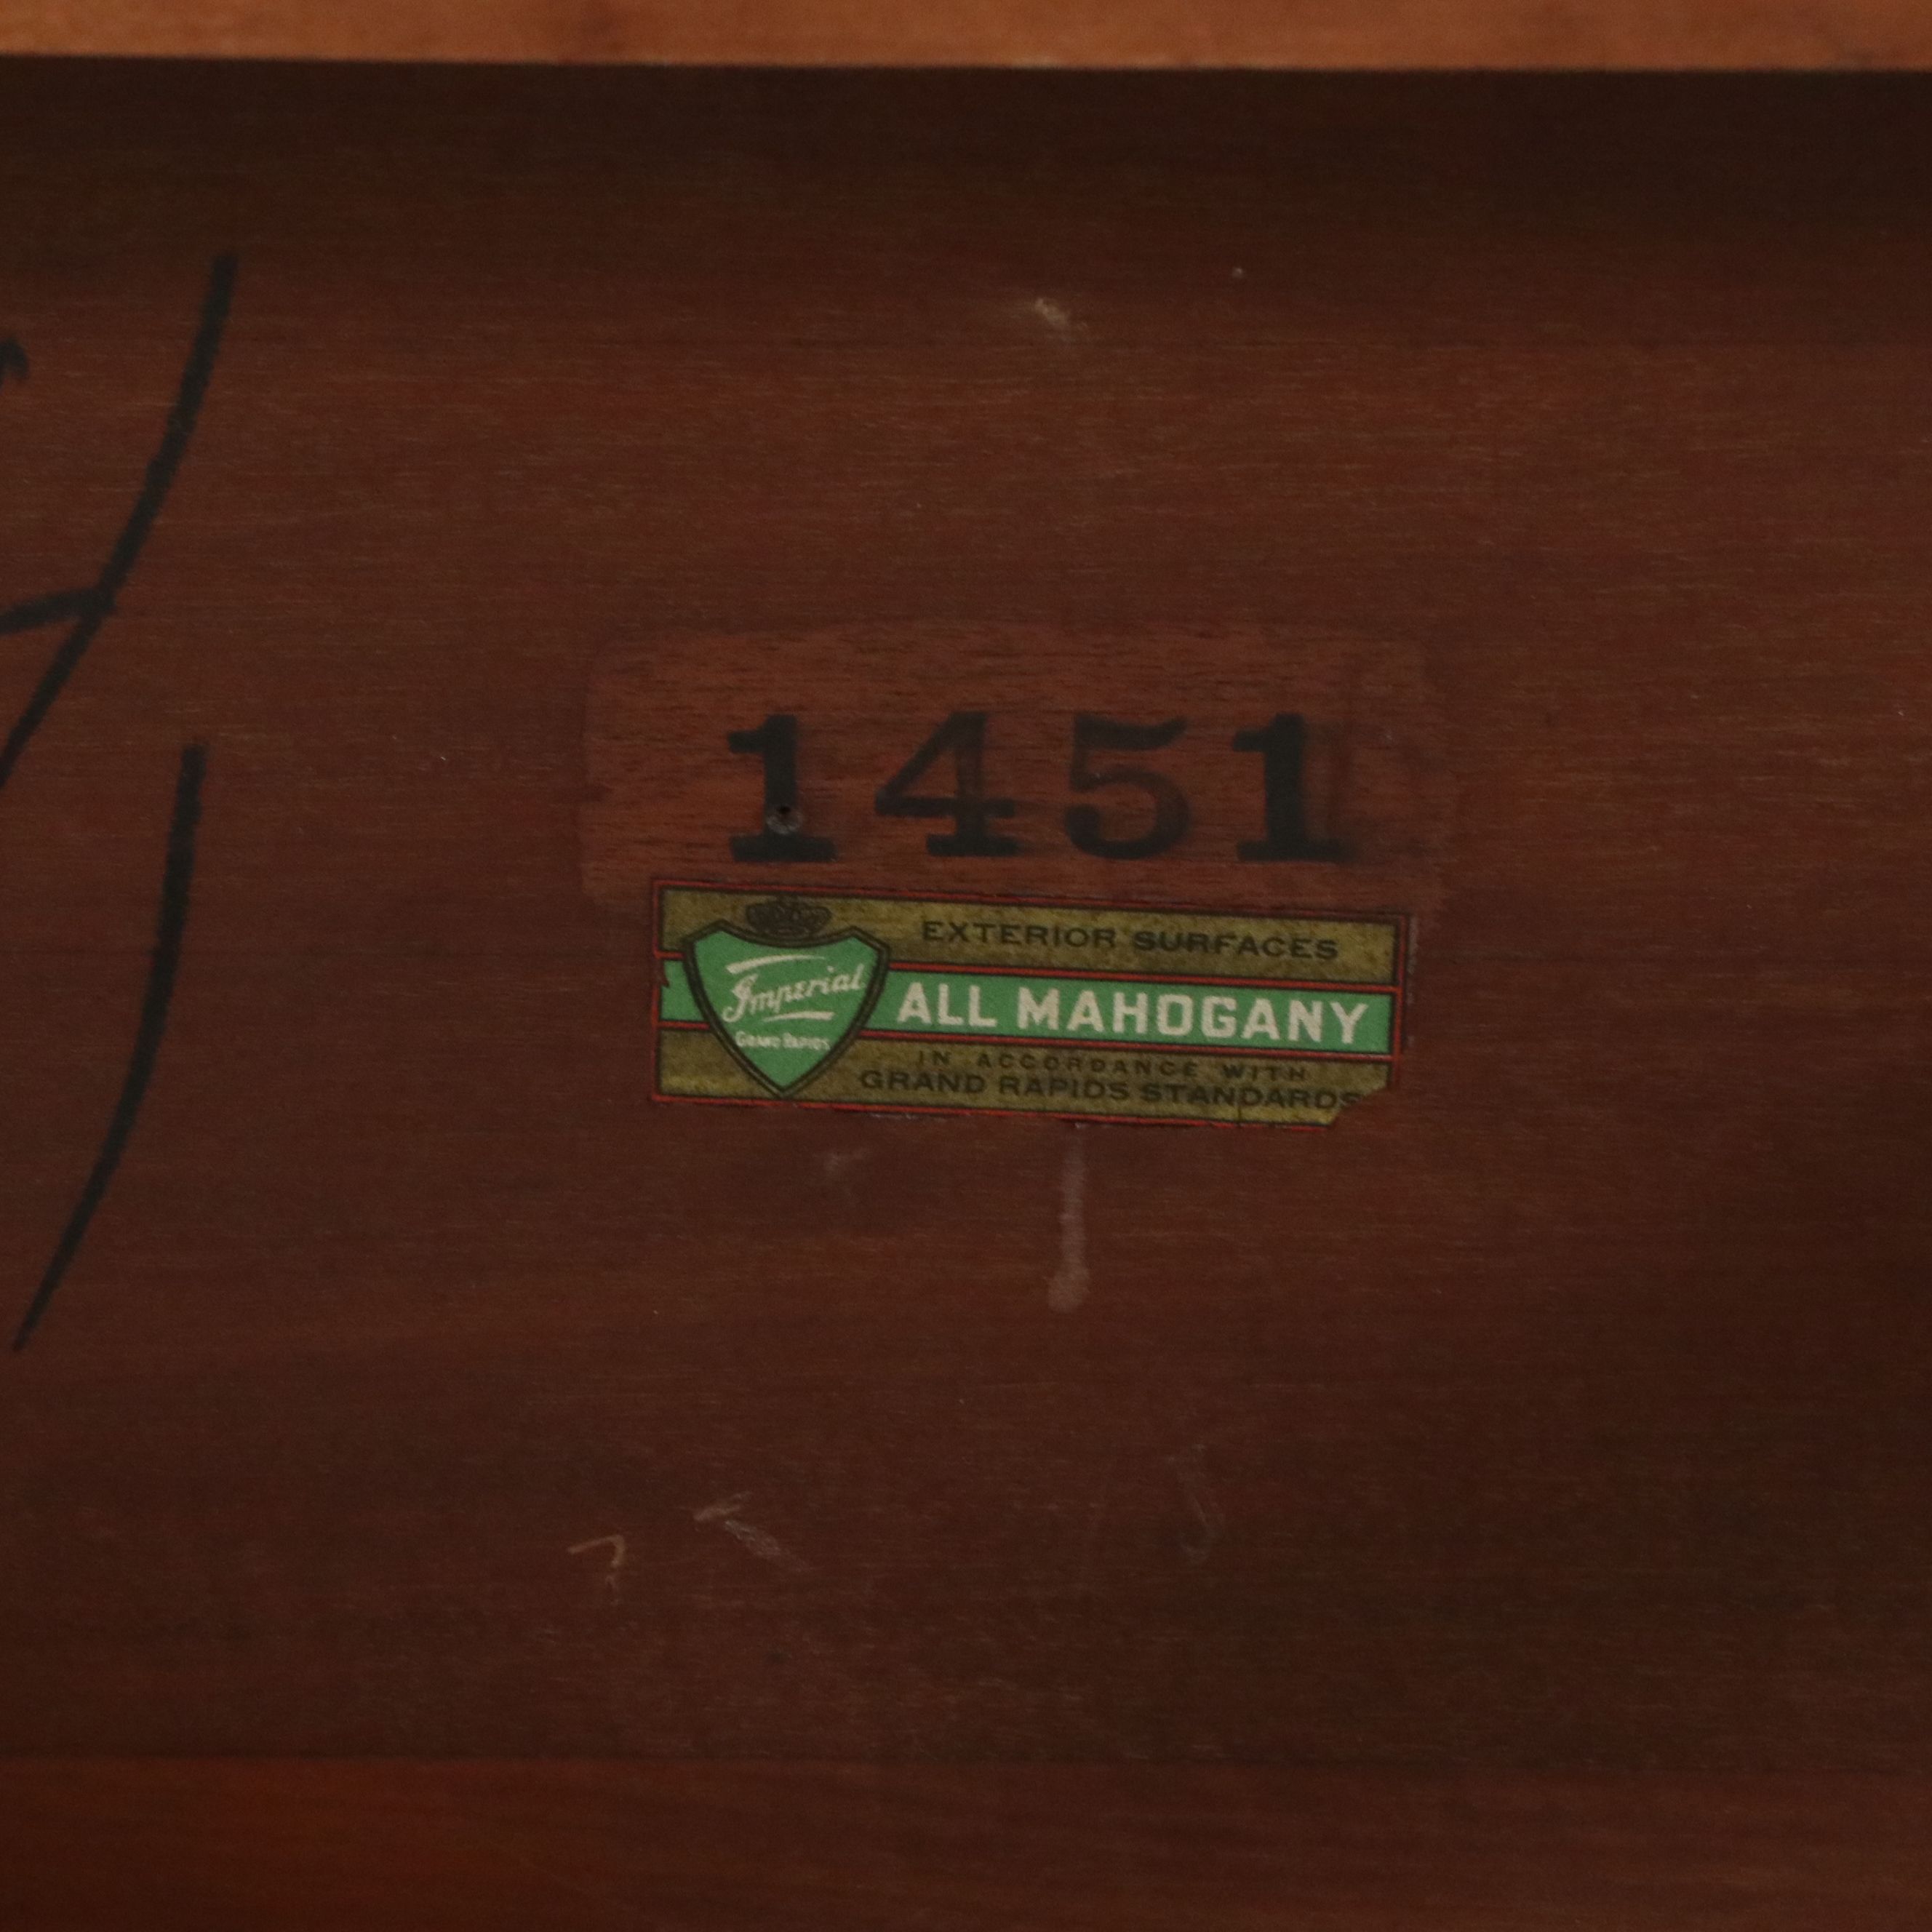 1451
EXTERIOR SURFACES
Imperial
GRAND RAPIDS
ALL MAHOGANY
IN ACCORDANCE WITH
GRAND RAPIDS STANDARDS